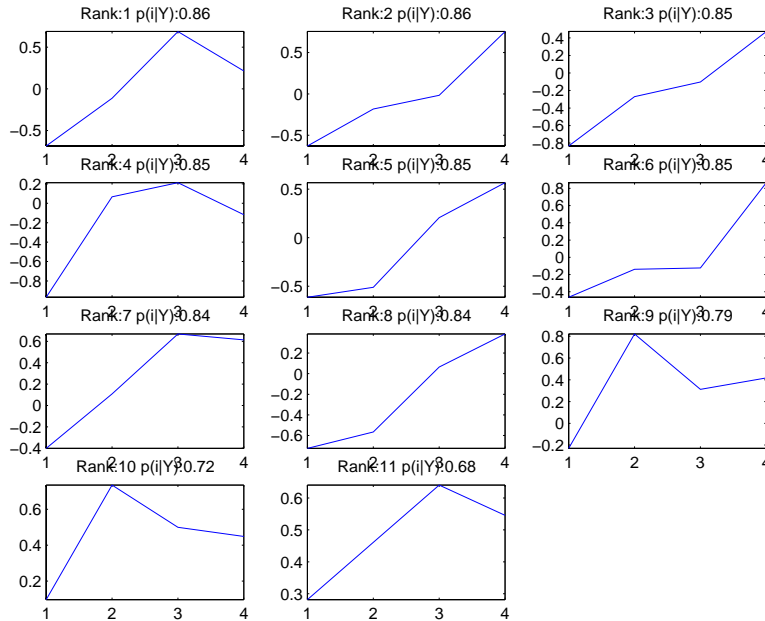 Rank:1 p(i|Y):0.86
0.5
0
−0.5
1 2 3 4
Rank:2 p(i|Y):0.86
0.5
0
−0.5
1 2 3 4
Rank:3 p(i|Y):0.85
0.4
0.2
0
−0.2
−0.4
−0.6
−0.8
1 2 3 4
Rank:4 p(i|Y):0.85
0.2
0
−0.2
−0.4
−0.6
−0.8
1 2 3 4
Rank:5 p(i|Y):0.85
0.5
0
−0.5
1 2 3 4
Rank:6 p(i|Y):0.85
0.8
0.6
0.4
0.2
0
−0.2
−0.4
1 2 3 4
Rank:7 p(i|Y):0.84
0.6
0.4
0.2
0
−0.2
−0.4
1 2 3 4
Rank:8 p(i|Y):0.84
0.2
0
−0.2
−0.4
−0.6
1 2 3 4
Rank:9 p(i|Y):0.79
0.8
0.6
0.4
0.2
0
−0.2
1 2 3 4
Rank:10 p(i|Y):0.72
0.6
0.4
0.2
1 2 3 4
Rank:11 p(i|Y):0.68
0.6
0.5
0.4
0.3
1 2 3 4